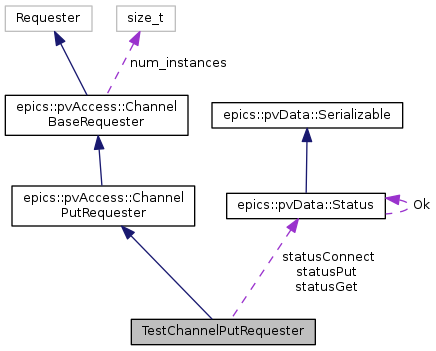 Requester
size_t
num_instances
epics::pvAccess::Channel
BaseRequester
epics::pvData::Serializable
epics::pvAccess::Channel
PutRequester
epics::pvData::Status
Ok
statusConnect
statusPut
statusGet
TestChannelPutRequester